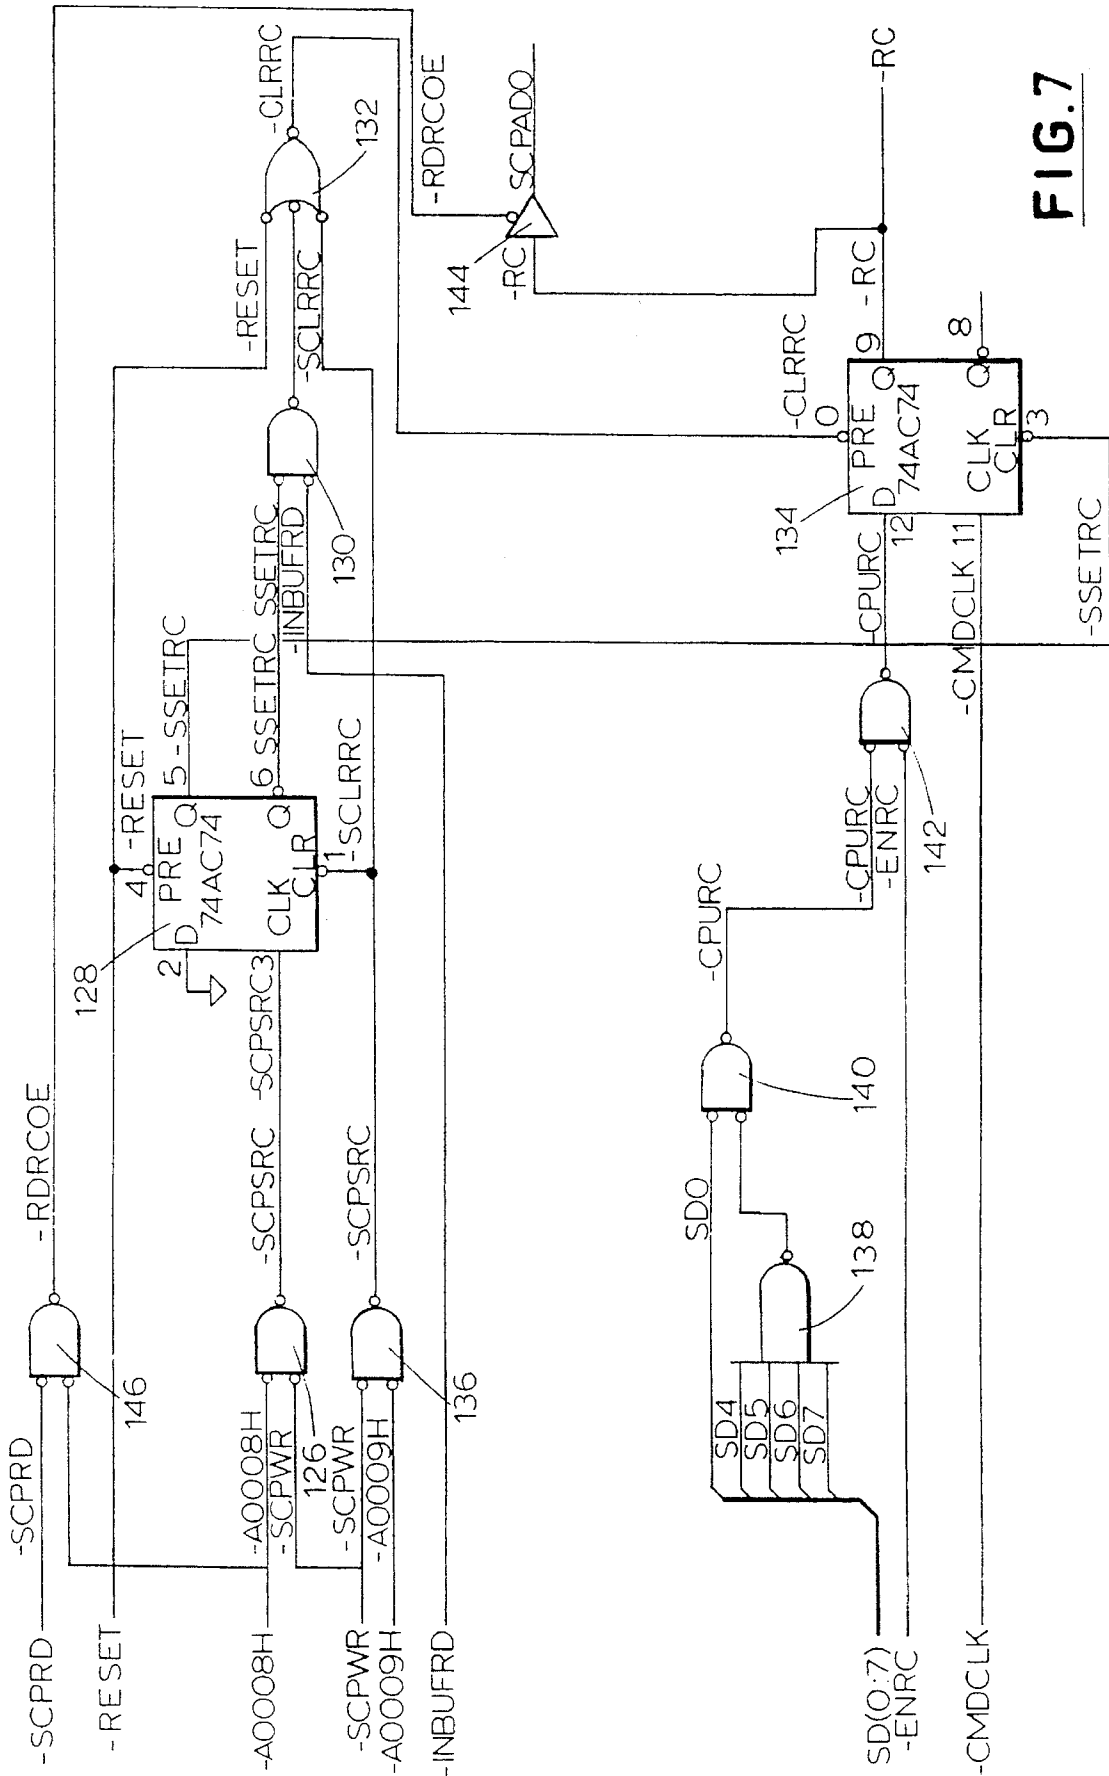 -SCPRD
-SCPRD
146
-RDRCOE
-RDRCOE
-RESET
-RESET
-RESET
-A0008H
-A0008H
-SCPWR
126
-SCPSRC
-SCPSRC3
128
2
D
4
PRE
74AC74
CLK
CLR
1
Q
5
-SSETRC
Q
6
SSETRC
SSETRC
-INBUFRD
130
-SCLRRC
-CLRRC
132
-SCPWR
-SCPWR
-A0009H
-A0009H
136
-SCPSRC
-SCLRRC
-INBUFRD
-RC
144
SCPAD0
SD(0:7)
SD0
SD4
SD5
SD6
SD7
138
140
-CPURC
-CPURC
-ENRC
-ENRC
142
-CPURC
-CMDCLK
-CMDCLK
11
12
134
D
PRE
74AC74
CLK
CLR
3
0
-CLRRC
Q
9
-RC
-RC
Q
8
-SSETRC
FIG.7